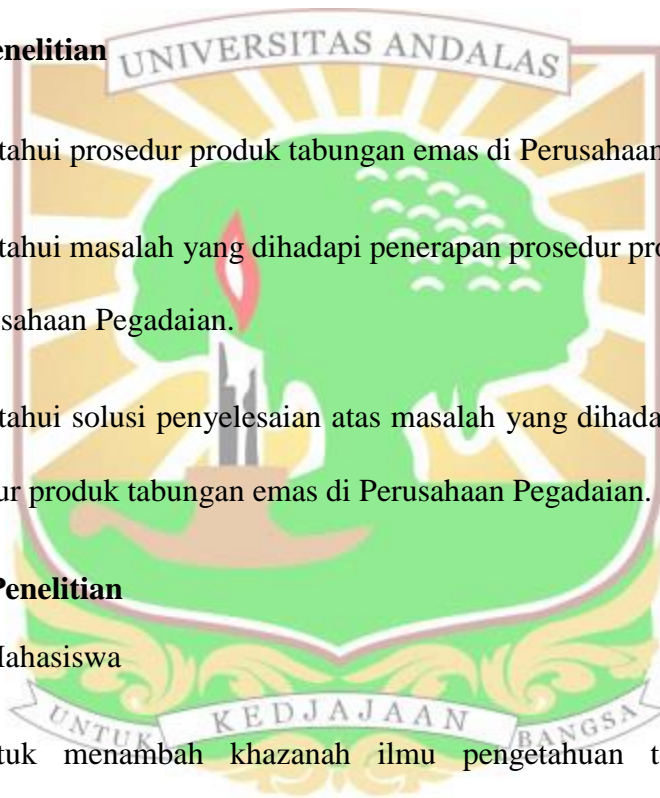 enelitian
UNIVERSITAS ANDALAS
tahui prosedur produk tabungan emas di Perusahaan
tahui masalah yang dihadapi penerapan prosedur pro
sahaan Pegadaian.
tahui solusi penyelesaian atas masalah yang dihada
ur produk tabungan emas di Perusahaan Pegadaian.
Penelitian
Mahasiswa
UNTUK KEDJAJAAN BANGSA
tuk menambah khazanah ilmu pengetahuan t